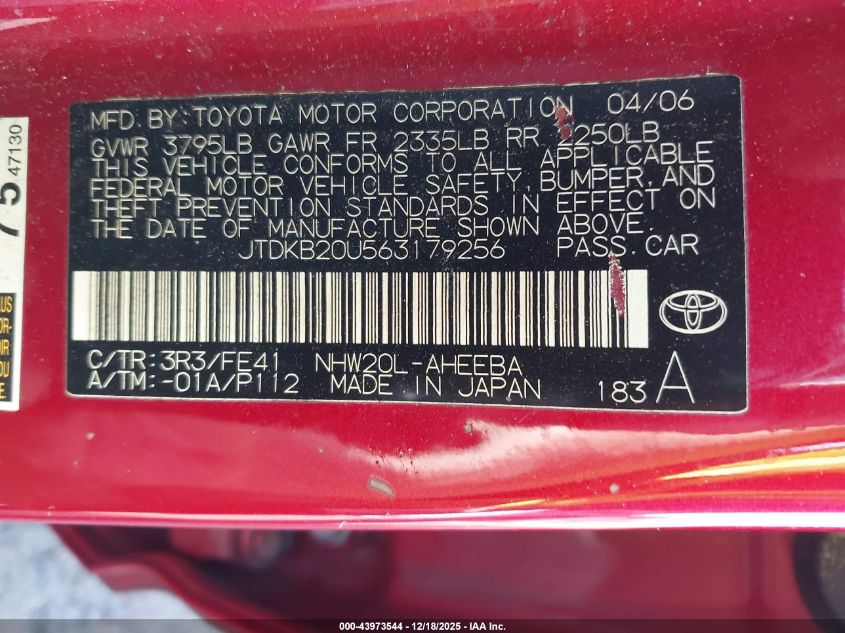 MFD. BY: TOYOTA MOTOR CORPORATION 04/06
GVWR 3795LB GAWR FR 2335LB RR 2250LB
THIS VEHICLE CONFORMS TO ALL APPLICABLE
FEDERAL MOTOR VEHICLE SAFETY, BUMPER, AND
THEFT PREVENTION STANDARDS IN EFFECT ON
THE DATE OF MANUFACTURE SHOWN ABOVE.
JTDKB20U563179256 PASS. CAR
C/TR: 3R3/FE41 NHW20L-AHEEBA
A/TM: -01A/P112 MADE IN JAPAN 183 A
75 47130
000-43973544 - 12/18/2025 - IAA Inc.